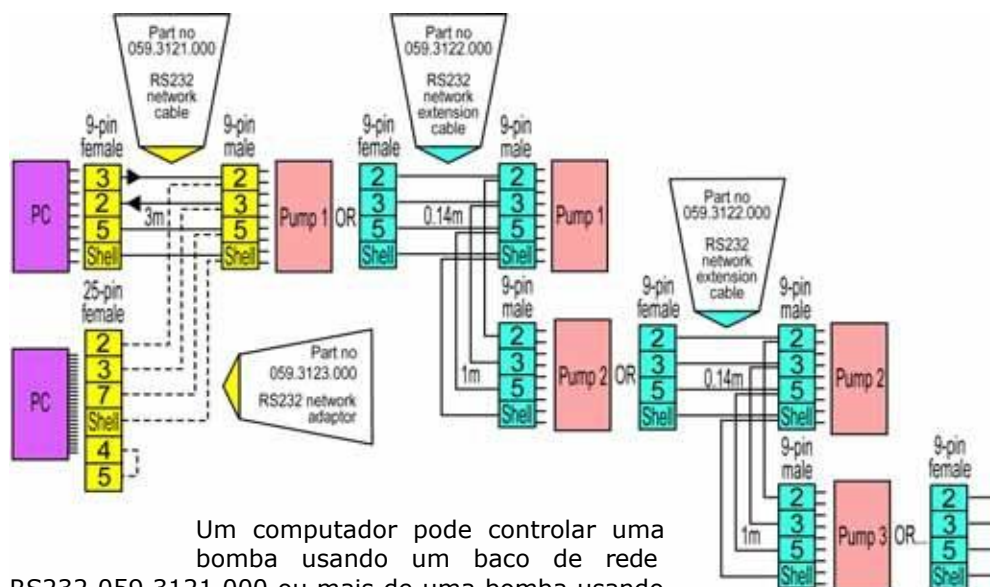 Part no
059.3121.000
RS232
network
cable
Part no
059.3122.000
RS232
network
extension
cable
9-pin
female
9-pin
male
9-pin
female
9-pin
male
PC
3
2
5
Shell
3m
2
3
5
Shell
Pump 1
OR
2
3
5
Shell
0.14m
2
3
5
Shell
Pump 1
Part no
059.3122.000
RS232
network
extension
cable
25-pin
female
PC
2
3
7
Shell
4
5
Part no
059.3123.000
RS232 network
adaptor
9-pin
male
1m
2
3
5
Shell
Pump 2
OR
9-pin
female
2
3
5
Shell
0.14m
9-pin
male
2
3
5
Shell
Pump 2
9-pin
male
1m
2
3
5
Shell
Pump 3
OR...
9-pin
female
2
3
5
Shell
Um computador pode controlar uma
bomba usando um baco de rede
RS232 059.3121.000 ou mais de uma bomba usando